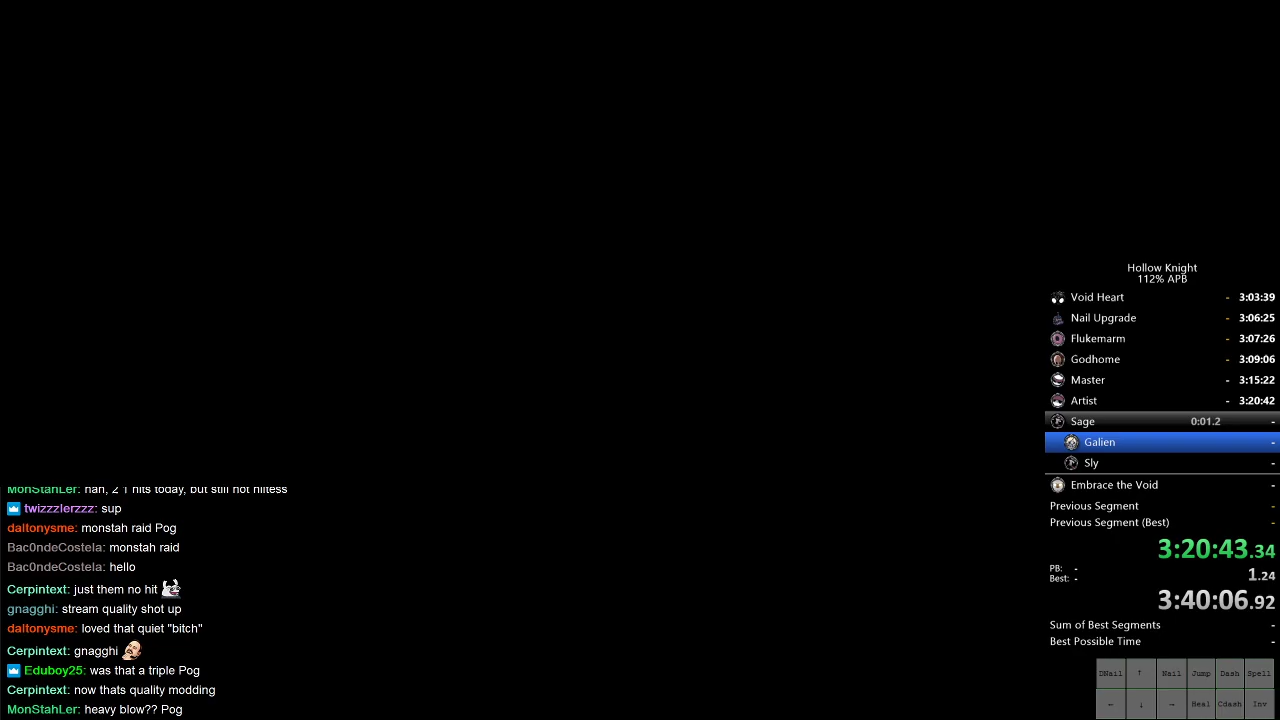 Hollow Knight
112% APB
Void Heart - 3:03:39
Nail Upgrade - 3:06:25
Flukemarm - 3:07:26
Godhome - 3:09:06
Master - 3:15:22
Artist - 3:20:42
Sage 0:01.2 -
Galien -
Sly -
Embrace the Void -
Previous Segment -
Previous Segment (Best) -
3:20:43.34
PB: - 
Best: - 1.24
3:40:06.92
Sum of Best Segments -
Best Possible Time -
DNail ↑ Nail Jump Dash Spell
← ↓ → Heal Cdash Inv
MonStahLer: nah, 2 1 hits today, but still not hitless
twizzzlerzzz: sup
daltonysme: monstah raid Pog
Bac0ndeCostela: monstah raid
Bac0ndeCostela: hello
Cerpintext: just them no hit
gnagghi: stream quality shot up
daltonysme: loved that quiet "bitch"
Cerpintext: gnagghi
Eduboy25: was that a triple Pog
Cerpintext: now thats quality modding
MonStahLer: heavy blow?? Pog